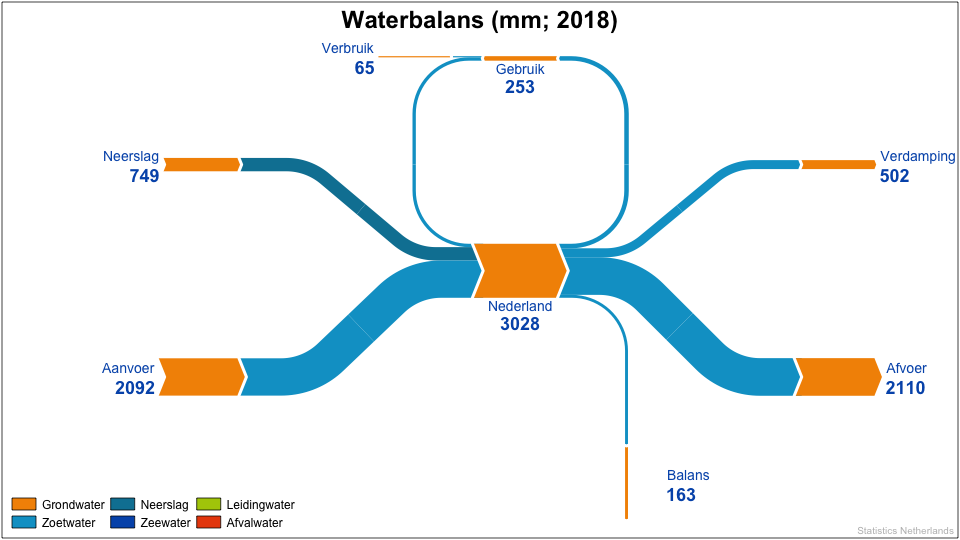 Waterbalans (mm; 2018)
Verbruik
65
Gebruik
253
Neerslag
749
Verdamping
502
Nederland
3028
Aanvoer
2092
Afvoer
2110
Balans
163
Grondwater
Neerslag
Leidingwater
Zoetwater
Zeewater
Afvalwater
Statistics Netherlands